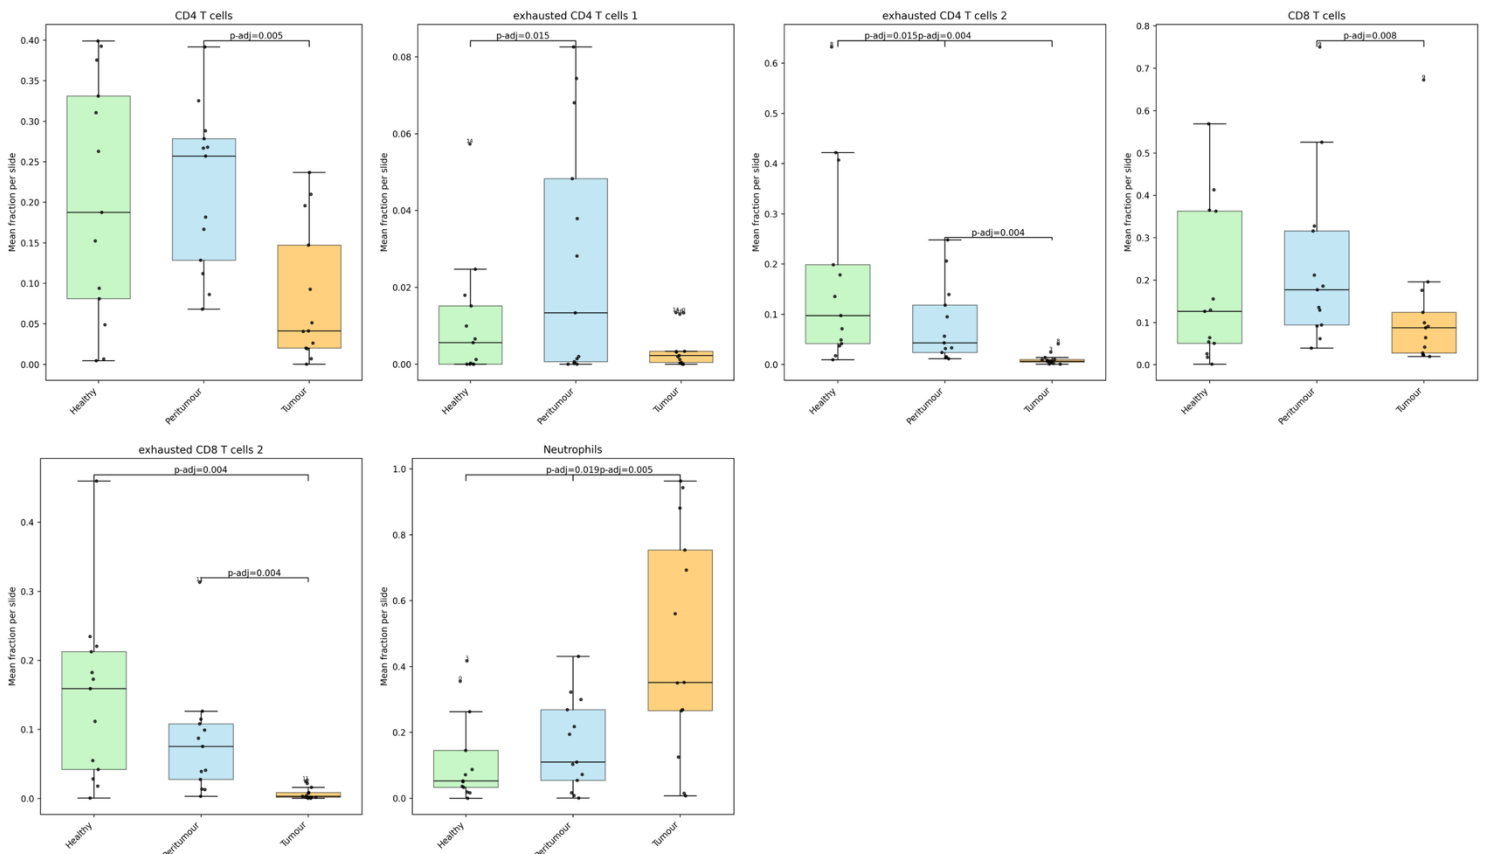 CD4 T cells
p-adj=0.005
Mean fraction per slide
0.40
0.35
0.30
0.25
0.20
0.15
0.10
0.05
0.00
Healthy
Peritumour
Tumour
exhausted CD4 T cells 1
p-adj=0.015
Mean fraction per slide
0.08
0.06
0.04
0.02
0.00
Healthy
Peritumour
Tumour
exhausted CD4 T cells 2
p-adj=0.015p-adj=0.004
p-adj=0.004
Mean fraction per slide
0.6
0.5
0.4
0.3
0.2
0.1
0.0
Healthy
Peritumour
Tumour
CD8 T cells
p-adj=0.008
Mean fraction per slide
0.8
0.7
0.6
0.5
0.4
0.3
0.2
0.1
0.0
Healthy
Peritumour
Tumour
exhausted CD8 T cells 2
p-adj=0.004
p-adj=0.004
Mean fraction per slide
0.4
0.3
0.2
0.1
0.0
Healthy
Peritumour
Tumour
Neutrophils
p-adj=0.019p-adj=0.005
Mean fraction per slide
1.0
0.8
0.6
0.4
0.2
0.0
Healthy
Peritumour
Tumour